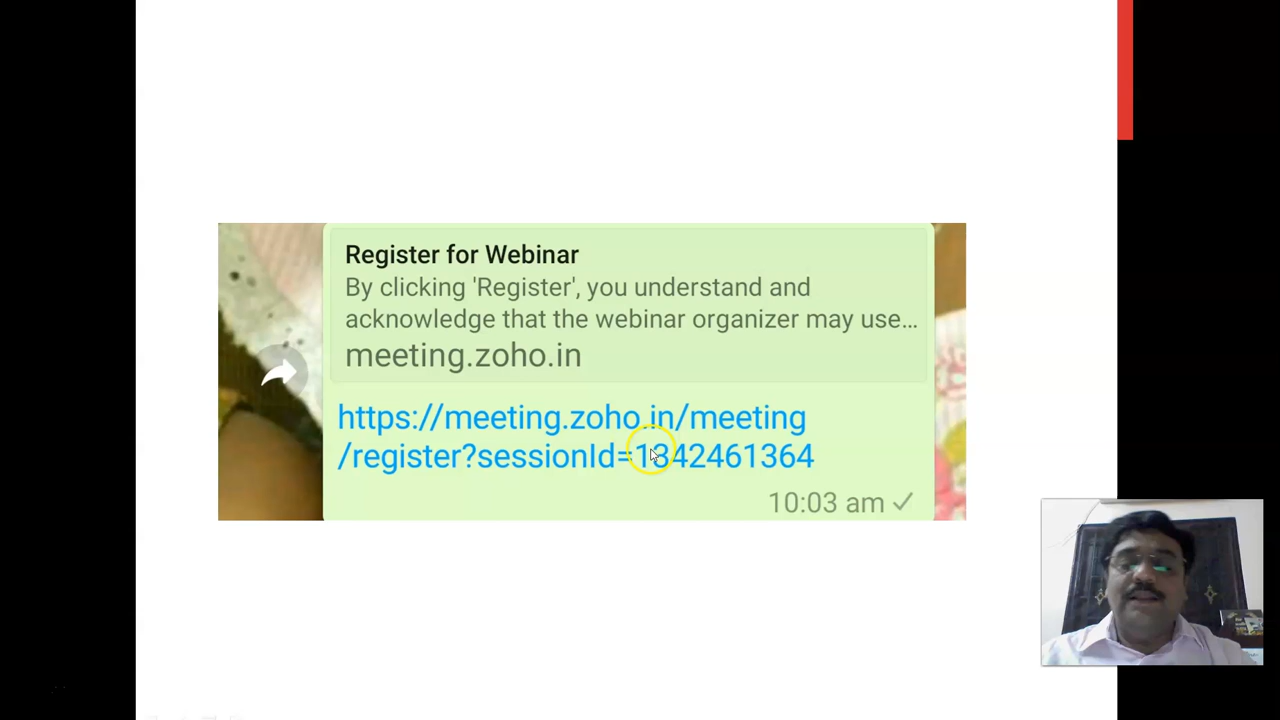 Register for Webinar
By clicking 'Register', you understand and
acknowledge that the webinar organizer may use...
meeting.zoho.in
https://meeting.zoho.in/meeting
/register?sessionId=1342461364
10:03 am